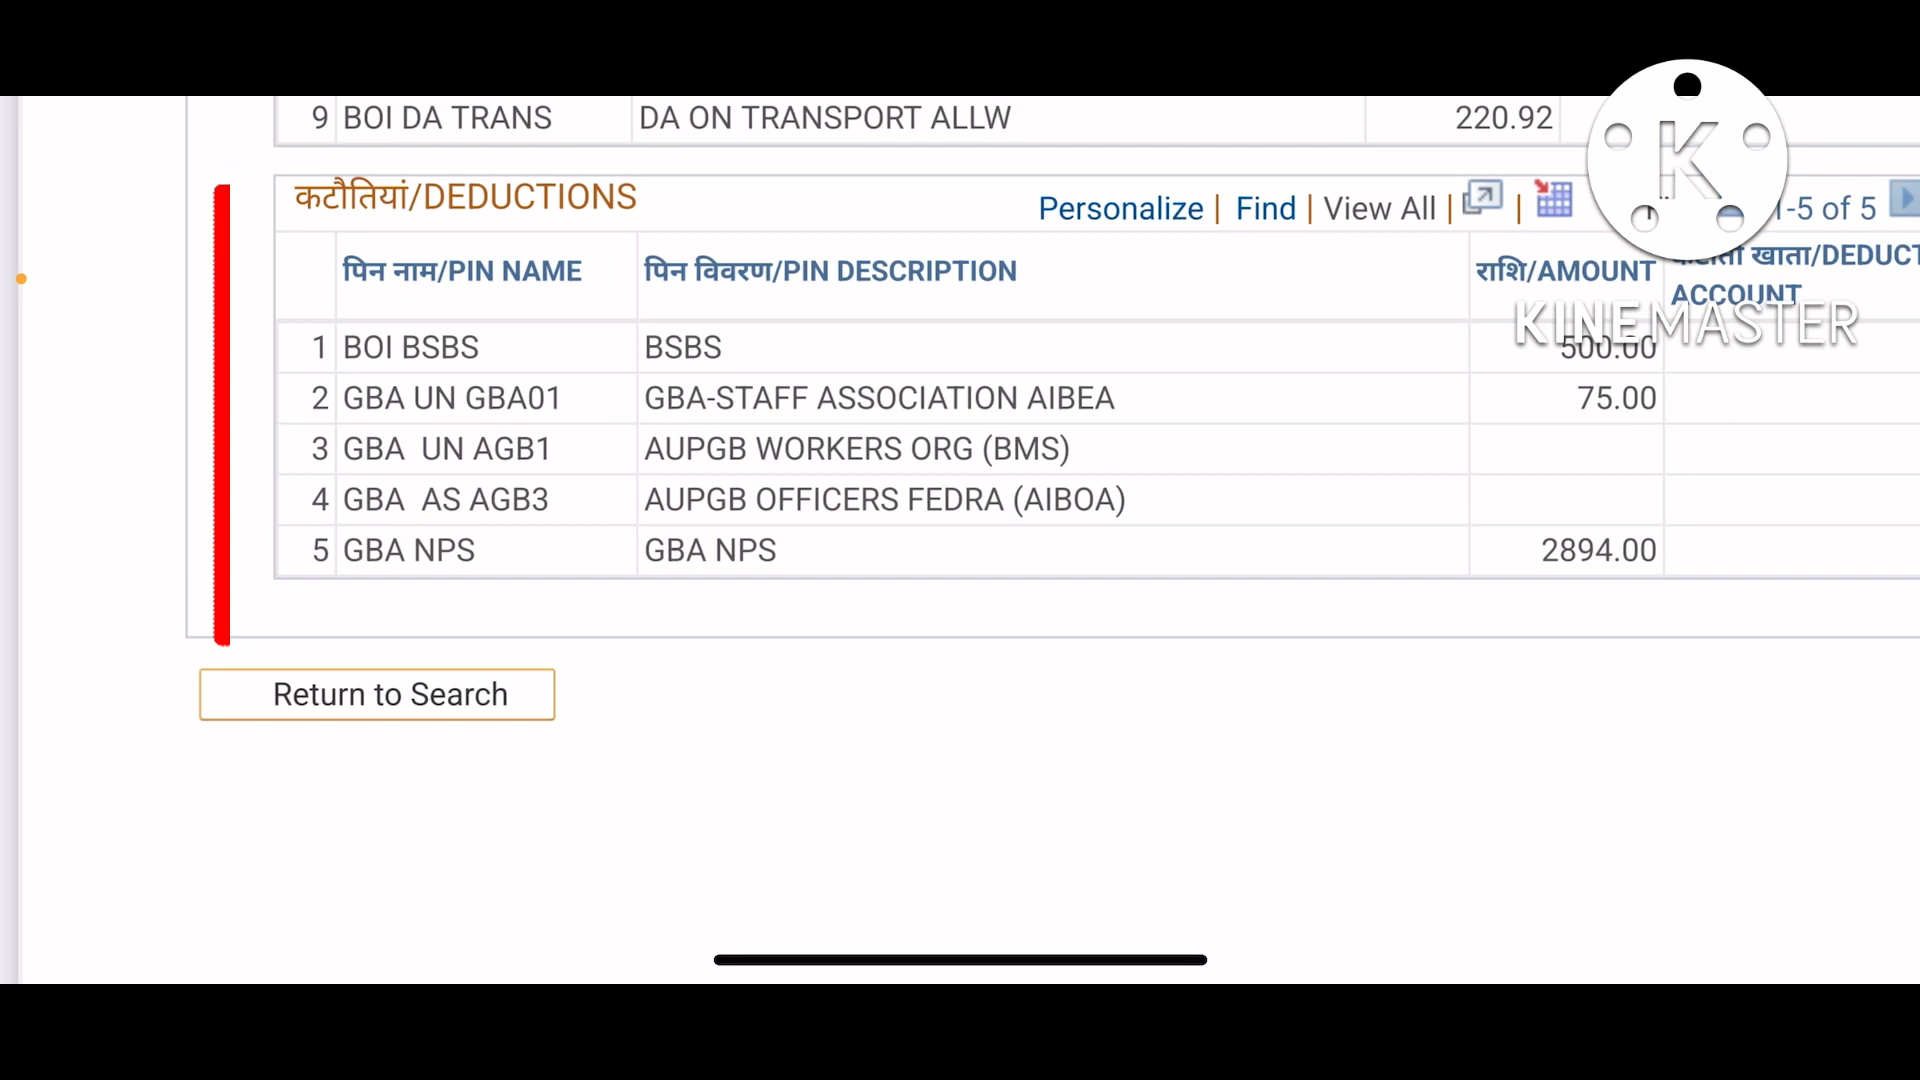 9 BOI DA TRANS DA ON TRANSPORT ALLW 220.92
कटौतियां/DEDUCTIONS
Personalize | Find | View All | | 1-5 of 5
पिन नाम/PIN NAME पिन विवरण/PIN DESCRIPTION राशि/AMOUNT खाता/DEDUCT
ACCOUNT
K
KINEMASTER
1 BOI BSBS BSBS 500.00
2 GBA UN GBA01 GBA-STAFF ASSOCIATION AIBEA 75.00
3 GBA UN AGB1 AUPGB WORKERS ORG (BMS)
4 GBA AS AGB3 AUPGB OFFICERS FEDRA (AIBOA)
5 GBA NPS GBA NPS 2894.00
Return to Search